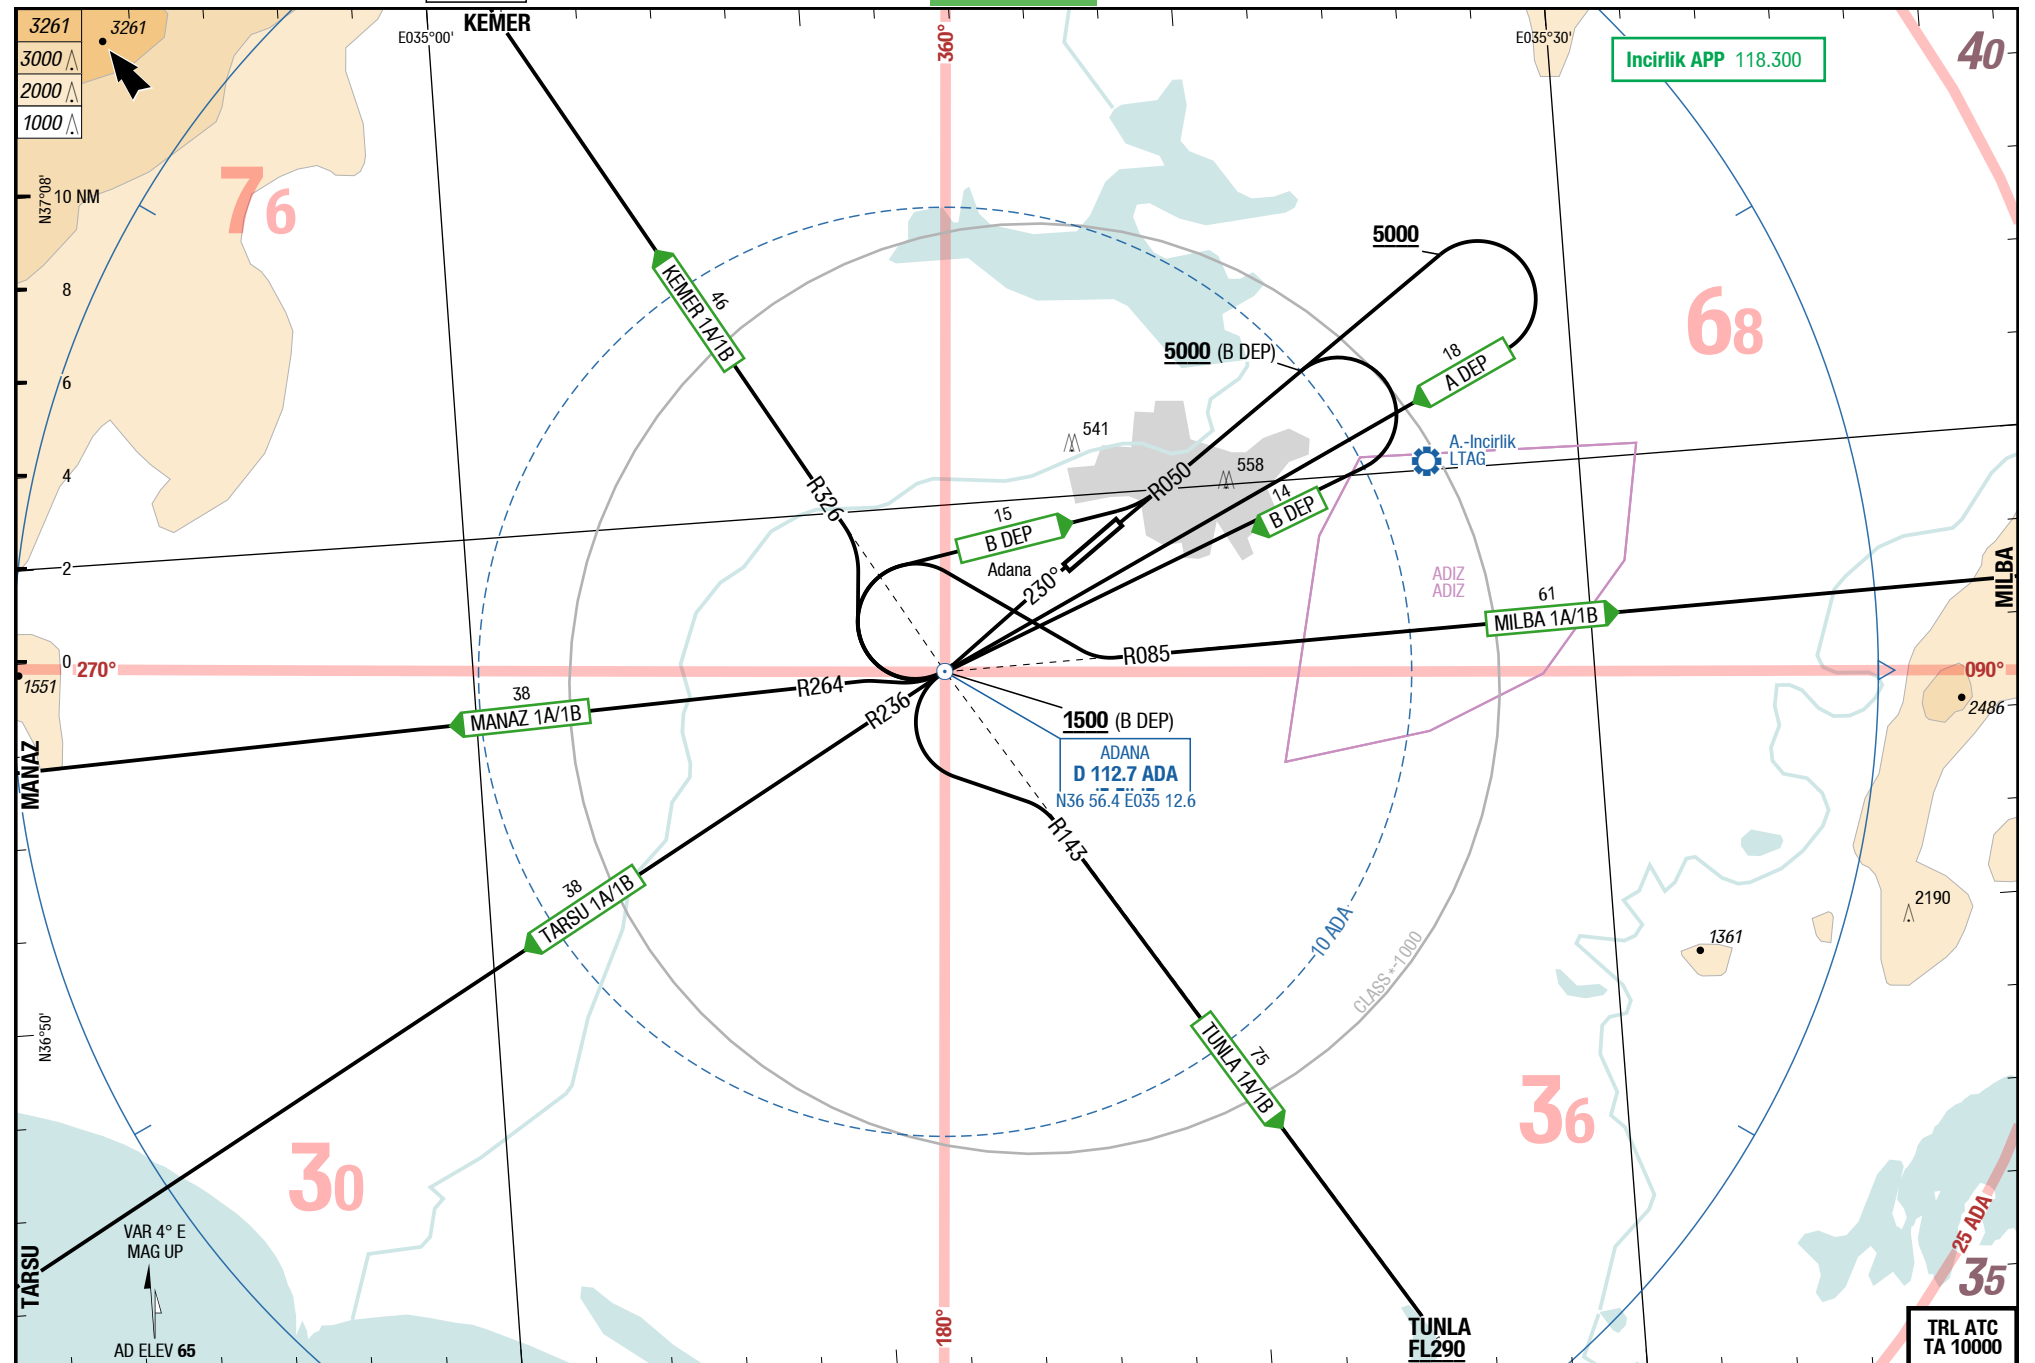 KEMER
360°
3261
3261
3000
2000
1000
E035°00'
E035°30'
Incirlik APP 118.300
40
76
N37°08'
10 NM
8
6
4
2
0
5000
68
46
KEMER 1A/1B
5000 (B DEP)
18
A DEP
541
558
A.-Incirlik
LTAG
R326
R050
15
B DEP
14
B DEP
Adana
230°
ADIZ
ADIZ
61
MILBA 1A/1B
MILBA
270°
R085
090°
1551
38
MANAZ 1A/1B
R264
R236
1500 (B DEP)
2486
MANAZ
ADANA
D 112.7 ADA
N36 56.4 E035 12.6
R143
38
TARSU 1A/1B
10 ADA
CLASS *-1000
2190
1361
N36°50'
75
TUNLA 1A/1B
36
30
VAR 4° E
MAG UP
TARSU
25 ADA
35
180°
TUNLA
FL290
AD ELEV 65
TRL ATC
TA 10000